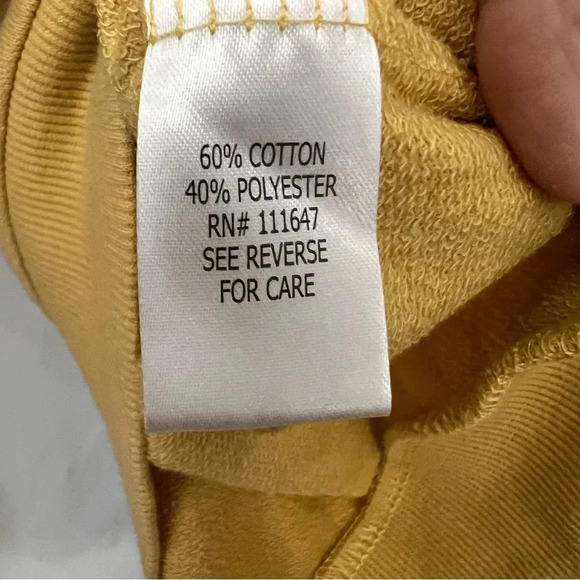 60% COTTON
40% POLYESTER
RN# 111647
SEE REVERSE
FOR CARE